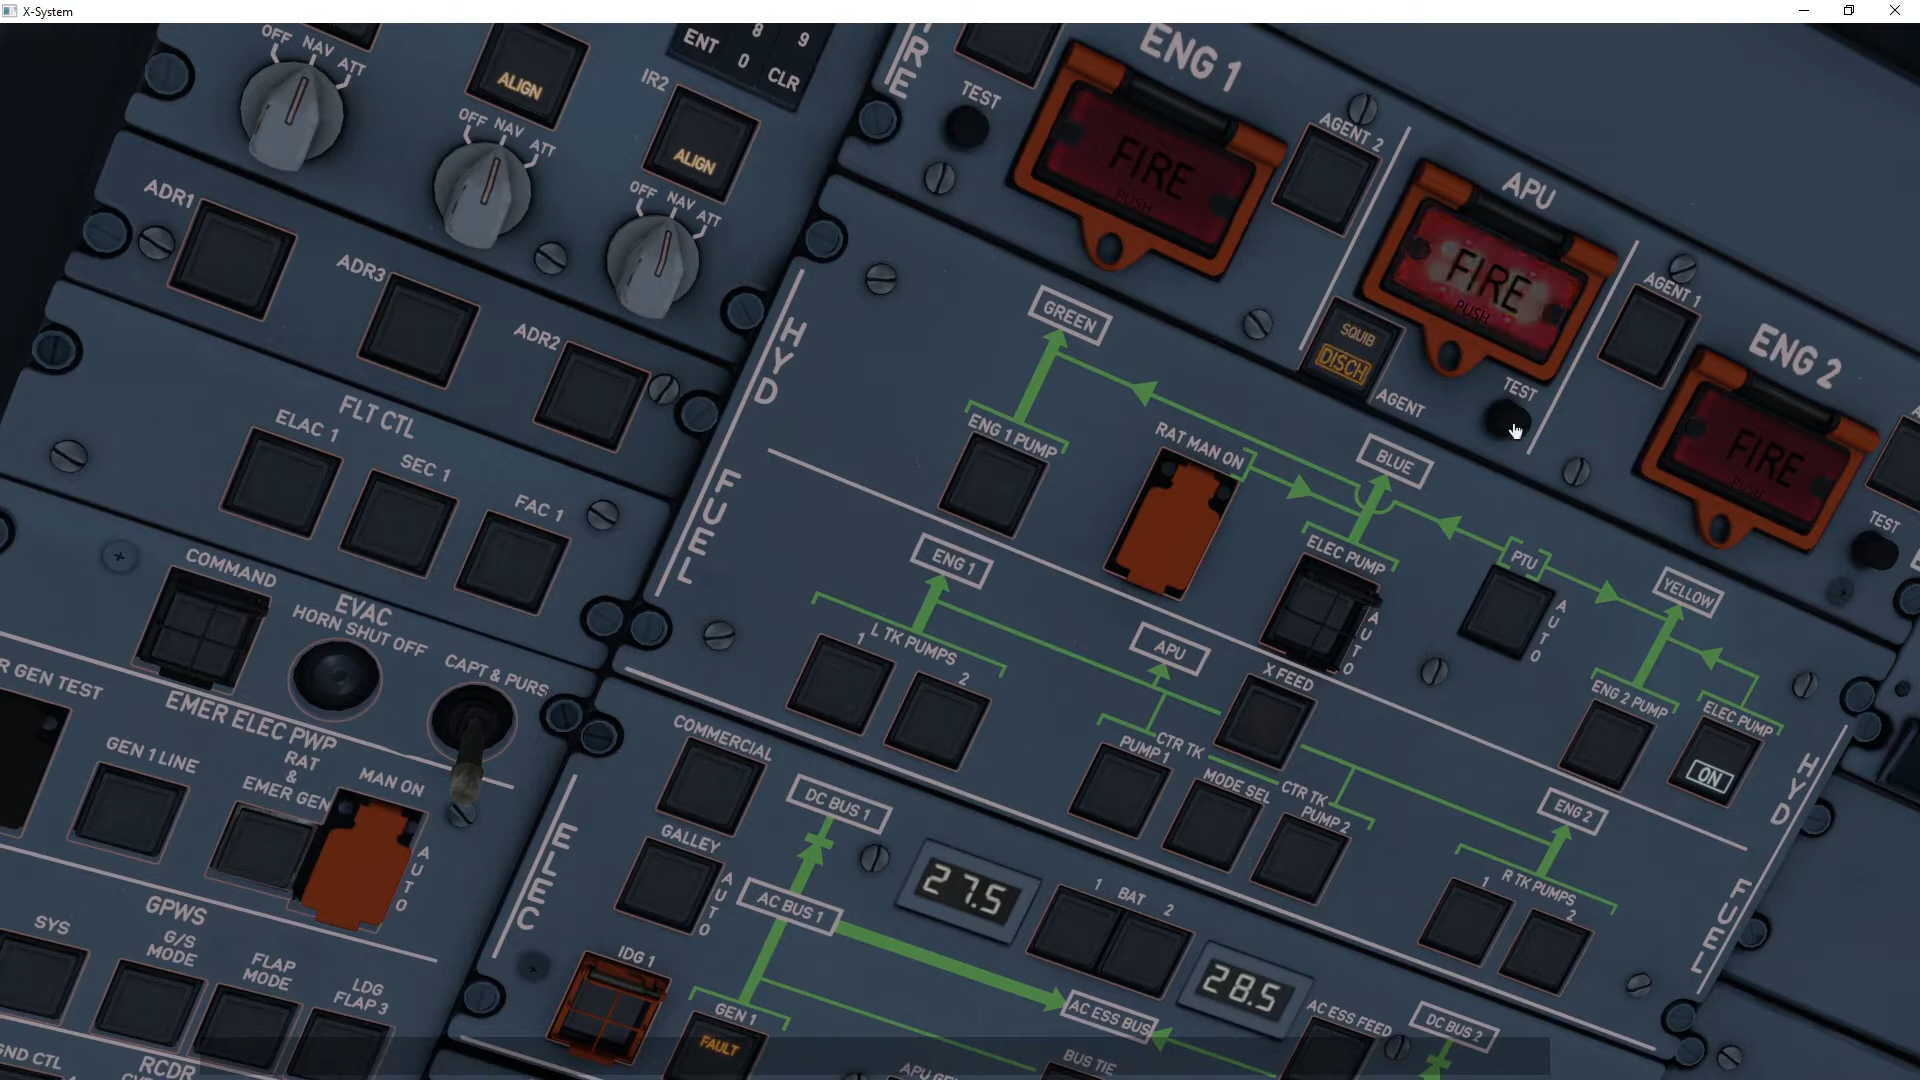 X-System
OFF NAV ATT
ALIGN
OFF NAV ATT
IR2
ALIGN
OFF NAV ATT
8 9
ENT 0 CLR
ADR1
ADR3
ADR2
FLT CTL
ELAC 1
SEC 1
FAC 1
COMMAND
EVAC
HORN SHUT OFF
CAPT & PURS
GEN TEST
EMER ELEC PWP
GEN 1 LINE
RAT
&
EMER GEN
MAN ON
AUTO
GPWS
SYS
G/S
MODE
FLAP
MODE
LDG
FLAP 3
GND CTL
RCDR
TEST
ENG 1
FIRE
PUSH
AGENT 2
APU
FIRE
PUSH
SQUIB
DISCH
AGENT
TEST
AGENT 1
ENG 2
FIRE
PUSH
TEST
HYD
GREEN
ENG 1 PUMP
RAT MAN ON
BLUE
ELEC PUMP
AUTO
PTU
AUTO
YELLOW
ENG 2 PUMP
ELEC PUMP
ON
HYD
FUEL
ENG 1
1 L TK PUMPS 2
APU
X FEED
PUMP 1
CTR TK
MODE SEL
CTR TK
PUMP 2
ENG 2
1 R TK PUMPS 2
FUEL
ELEC
COMMERCIAL
GALLEY
AUTO
DC BUS 1
AC BUS 1
27.5
1 BAT 2
28.5
IDG 1
GEN 1
FAULT
AC ESS BUS
AC ESS FEED
DC BUS 2
BUS TIE